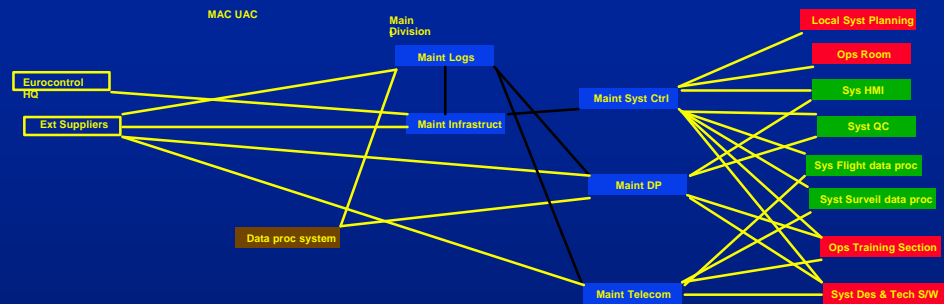 MAC UAC
Main
Division
Local Syst Planning
Maint Logs
Ops Room
Eurocontrol
HQ
Sys HMI
Maint Syst Ctrl
Ext Suppliers
Maint Infrastruct
Syst QC
Sys Flight data proc
Maint DP
Syst Surveil data proc
Data proc system
Ops Training Section
Maint Telecom
Syst Des & Tech S/W